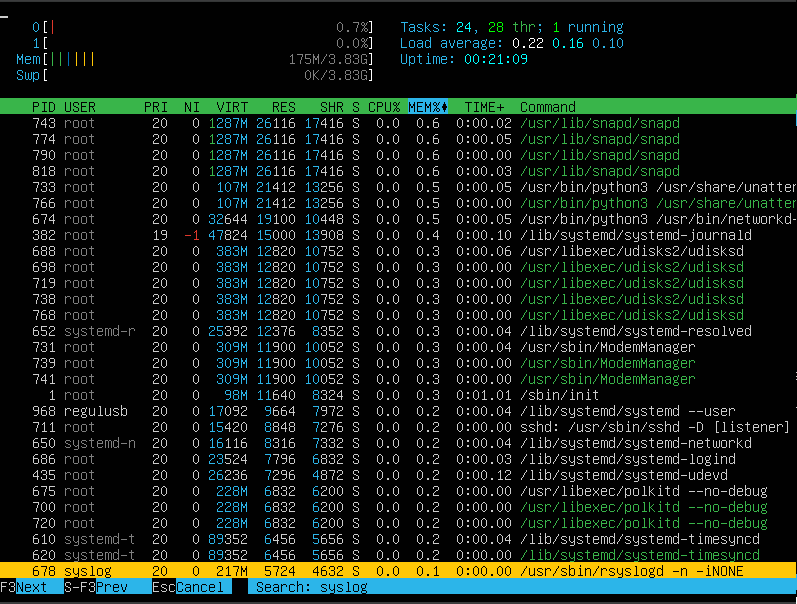 0[| 0.7%] Tasks: 24, 28 thr; 1 running
1[ 0.0%] Load average: 0.22 0.16 0.10
Mem[|||||| 175M/3.83G] Uptime: 00:21:09
Swp[ 0K/3.83G]
PID USER PRI NI VIRT RES SHR S CPU% MEM% TIME+ Command
743 root 20 0 1287M 26116 17416 S 0.0 0.6 0:00.02 /usr/lib/snapd/snapd
774 root 20 0 1287M 26116 17416 S 0.0 0.6 0:00.05 /usr/lib/snapd/snapd
790 root 20 0 1287M 26116 17416 S 0.0 0.6 0:00.00 /usr/lib/snapd/snapd
818 root 20 0 1287M 26116 17416 S 0.0 0.6 0:00.03 /usr/lib/snapd/snapd
733 root 20 0 107M 21412 13256 S 0.0 0.5 0:00.05 /usr/bin/python3 /usr/share/unatter
766 root 20 0 107M 21412 13256 S 0.0 0.5 0:00.00 /usr/bin/python3 /usr/share/unatter
674 root 20 0 32644 19100 10448 S 0.0 0.5 0:00.05 /usr/bin/python3 /usr/bin/networkd-
382 root 19 -1 47824 15000 13908 S 0.0 0.4 0:00.10 /lib/systemd/systemd-journald
688 root 20 0 383M 12820 10752 S 0.0 0.3 0:00.06 /usr/libexec/udisks2/udisksd
698 root 20 0 383M 12820 10752 S 0.0 0.3 0:00.00 /usr/libexec/udisks2/udisksd
719 root 20 0 383M 12820 10752 S 0.0 0.3 0:00.00 /usr/libexec/udisks2/udisksd
738 root 20 0 383M 12820 10752 S 0.0 0.3 0:00.00 /usr/libexec/udisks2/udisksd
768 root 20 0 383M 12820 10752 S 0.0 0.3 0:00.00 /usr/libexec/udisks2/udisksd
652 systemd-r 20 0 25392 12376 8352 S 0.0 0.3 0:00.04 /lib/systemd/systemd-resolved
731 root 20 0 309M 11900 10052 S 0.0 0.3 0:00.04 /usr/sbin/ModemManager
739 root 20 0 309M 11900 10052 S 0.0 0.3 0:00.00 /usr/sbin/ModemManager
741 root 20 0 309M 11900 10052 S 0.0 0.3 0:00.00 /usr/sbin/ModemManager
1 root 20 0 98M 11640 8324 S 0.0 0.3 0:01.01 /sbin/init
968 regulusb 20 0 17092 9664 7972 S 0.0 0.2 0:00.04 /lib/systemd/systemd --user
711 root 20 0 15420 8848 7276 S 0.0 0.2 0:00.00 sshd: /usr/sbin/sshd -D [listener]
650 systemd-n 20 0 16116 8316 7332 S 0.0 0.2 0:00.04 /lib/systemd/systemd-networkd
686 root 20 0 23524 7796 6832 S 0.0 0.2 0:00.03 /lib/systemd/systemd-logind
435 root 20 0 26236 7296 4872 S 0.0 0.2 0:00.12 /lib/systemd/systemd-udevd
675 root 20 0 228M 6832 6200 S 0.0 0.2 0:00.00 /usr/libexec/polkitd --no-debug
700 root 20 0 228M 6832 6200 S 0.0 0.2 0:00.00 /usr/libexec/polkitd --no-debug
720 root 20 0 228M 6832 6200 S 0.0 0.2 0:00.00 /usr/libexec/polkitd --no-debug
610 systemd-t 20 0 89352 6456 5656 S 0.0 0.2 0:00.04 /lib/systemd/systemd-timesyncd
620 systemd-t 20 0 89352 6456 5656 S 0.0 0.2 0:00.00 /lib/systemd/systemd-timesyncd
678 syslog 20 0 217M 5724 4632 S 0.0 0.1 0:00.00 /usr/sbin/rsyslogd -n -iNONE
F3Next S-F3Prev EscCancel Search: syslog